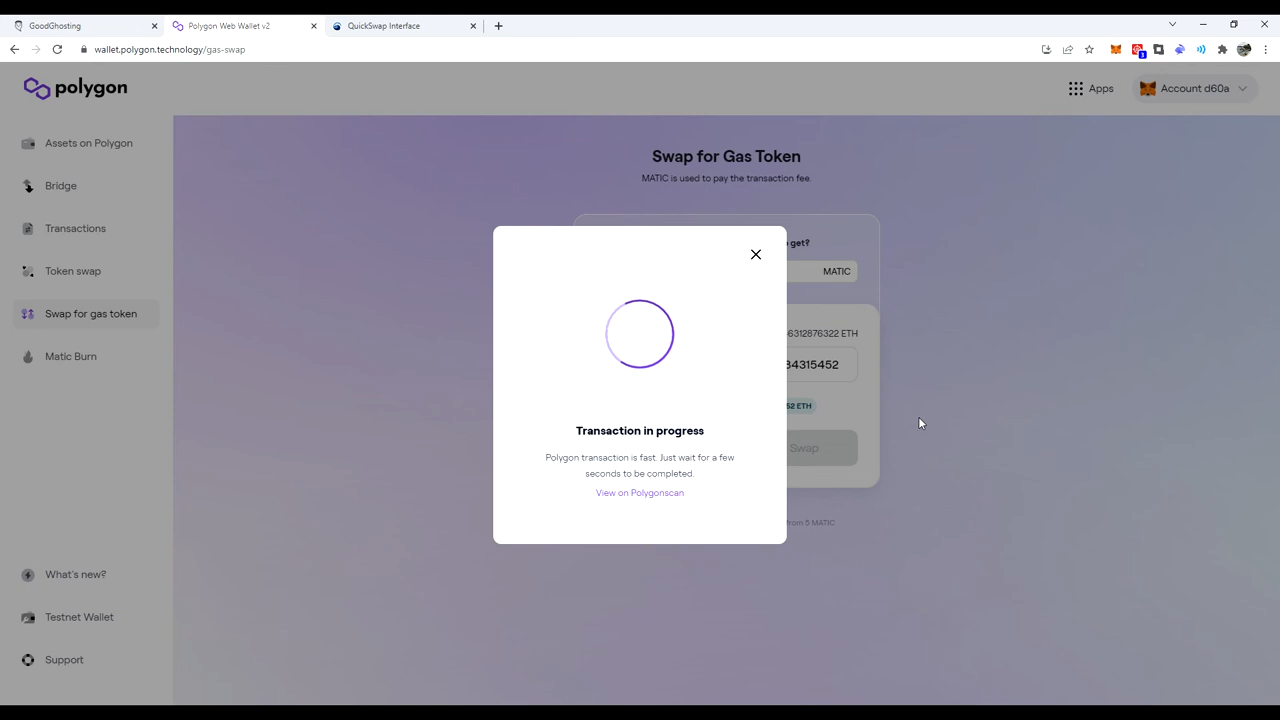 GoodGhosting
Polygon Web Wallet v2
QuickSwap Interface
wallet.polygon.technology/gas-swap
3
polygon
Apps
Account d60a
Assets on Polygon
Bridge
Transactions
Token swap
Swap for gas token
Matic Burn
What's new?
Testnet Wallet
Support
Swap for Gas Token
MATIC is used to pay the transaction fee.
get?
MATIC
6312876322 ETH
34315452
52 ETH
Swap
from 5 MATIC
Transaction in progress
Polygon transaction is fast. Just wait for a few
seconds to be completed.
View on Polygonscan